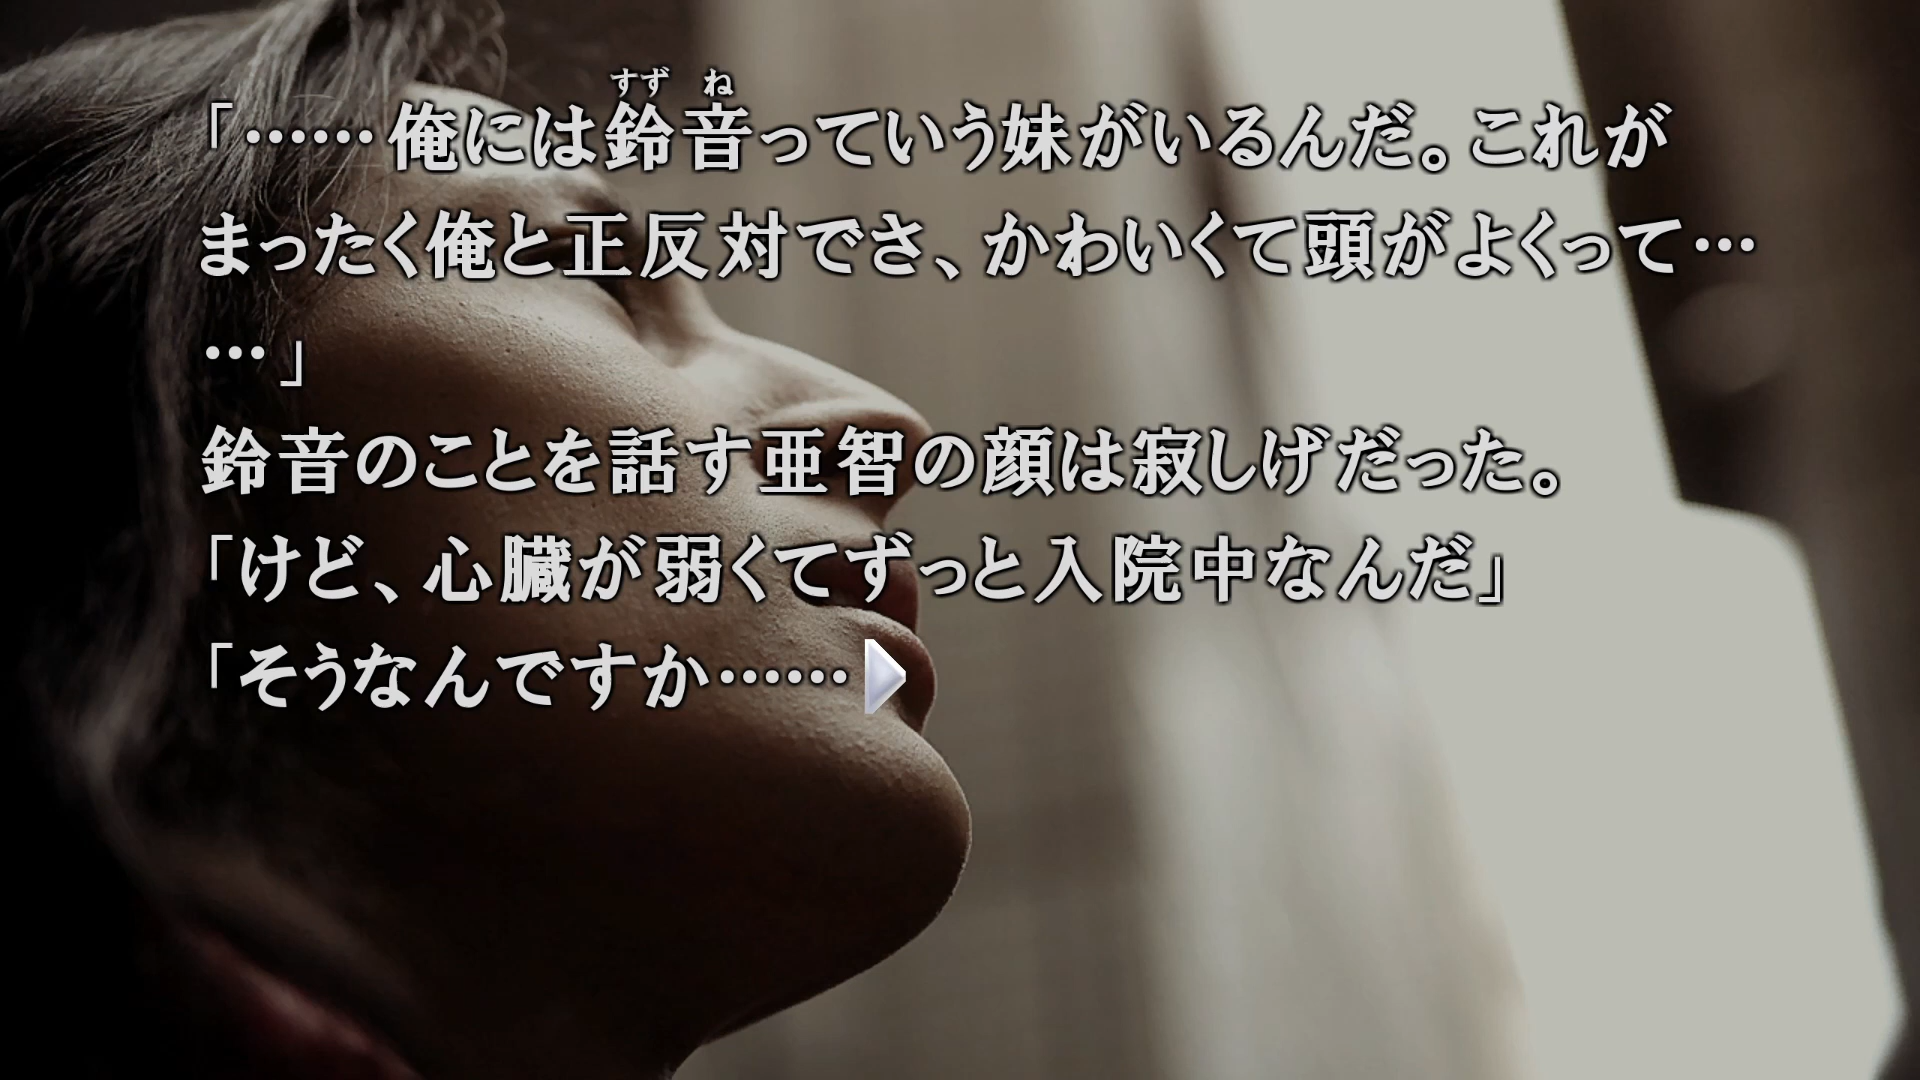 すず ね
「……俺には鈴音っていう妹がいるんだ。これが
まったく俺と正反対でさ、かわいくて頭がよくって…
…」
鈴音のことを話す亜智の顔は寂しげだった。
「けど、心臓が弱くてずっと入院中なんだ」
「そうなんですか……